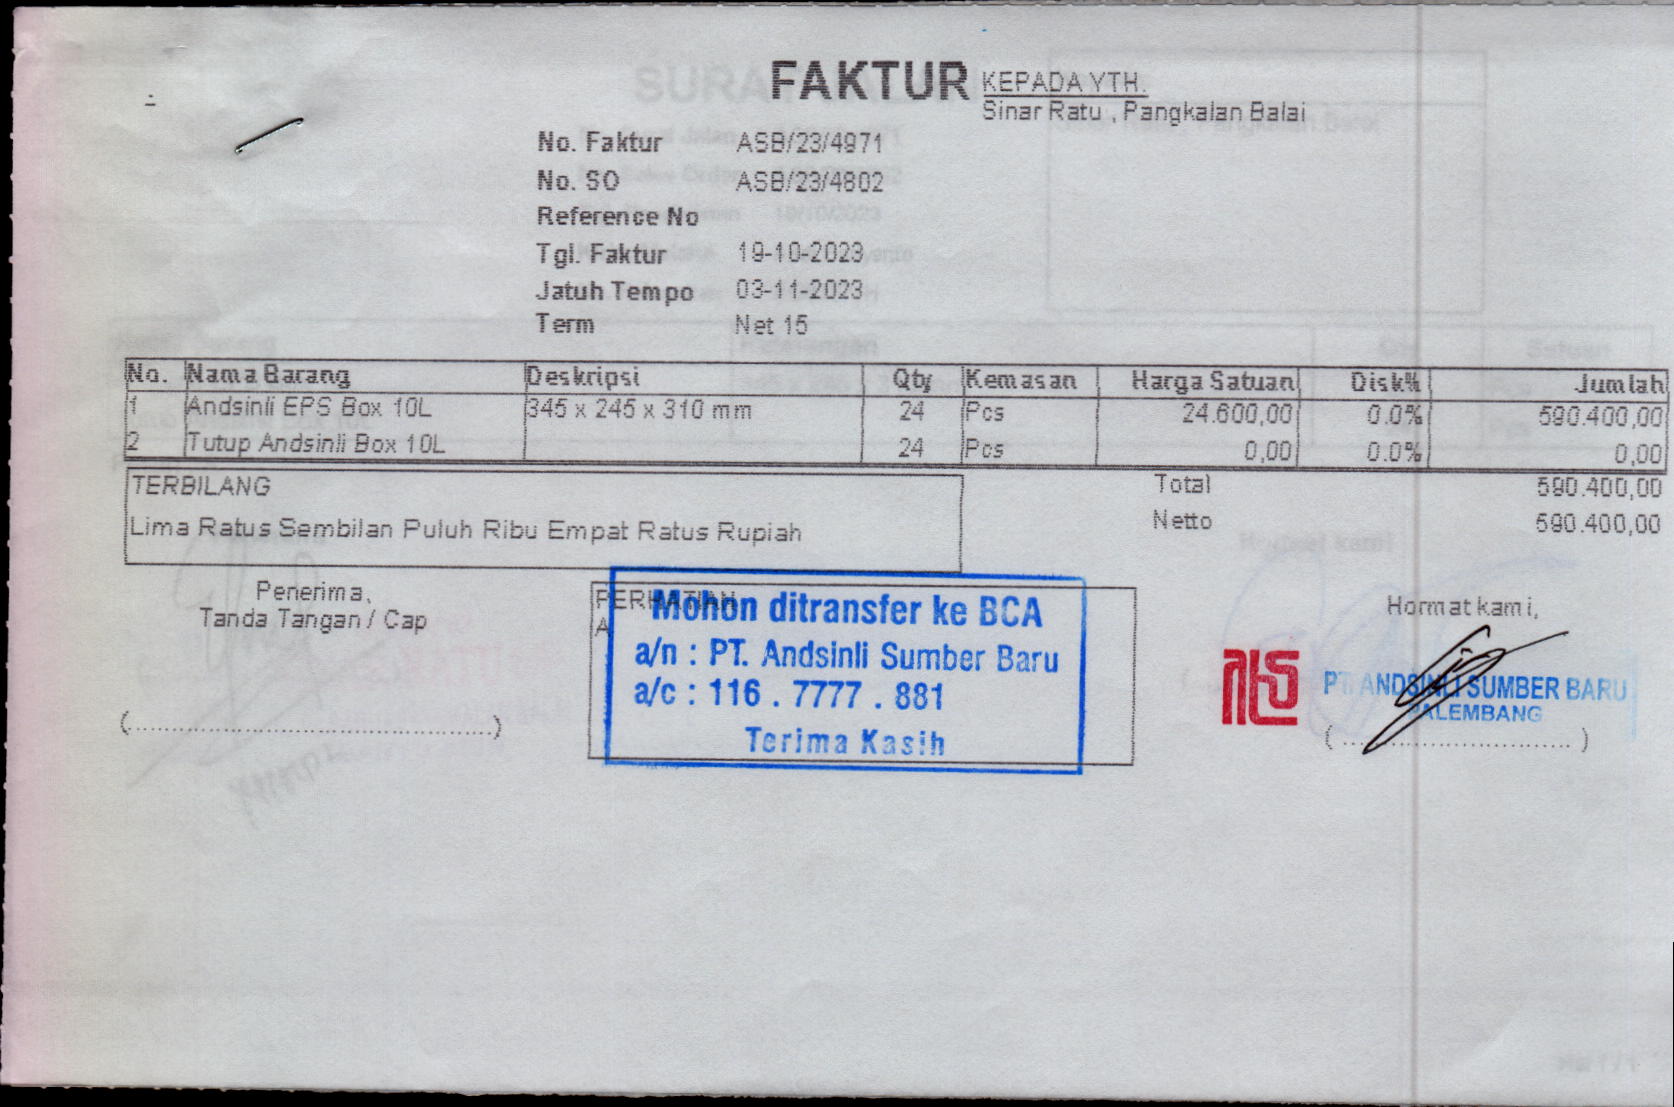 FAKTUR
KEPADA YTH.
Sinar Ratu , Pangkalan Balai
No. Faktur ASB/23/4971
No. SO ASB/23/4802
Reference No
Tgl. Faktur 19-10-2023
Jatuh Tempo 03-11-2023
Term Net 15
No. Nama Barang Deskripsi Qty Kemasan Harga Satuan Disk% Jumlah
1 Andsinli EPS Box 10L 345 x 245 x 310 mm 24 Pcs 24.600,00 0.0% 590.400,00
2 Tutup Andsinli Box 10L 24 Pcs 0,00 0.0% 0,00
TERBILANG
Lima Ratus Sembilan Puluh Ribu Empat Ratus Rupiah
Total 590.400,00
Netto 590.400,00
Penerima,
Tanda Tangan / Cap
(....................................................)
PERHATIAN
A
Mohon ditransfer ke BCA
a/n : PT. Andsinli Sumber Baru
a/c : 116 . 7777 . 881
Terima Kasih
Hormat kami,
PT. ANDSINLI SUMBER BARU
PALEMBANG
( ................................. )